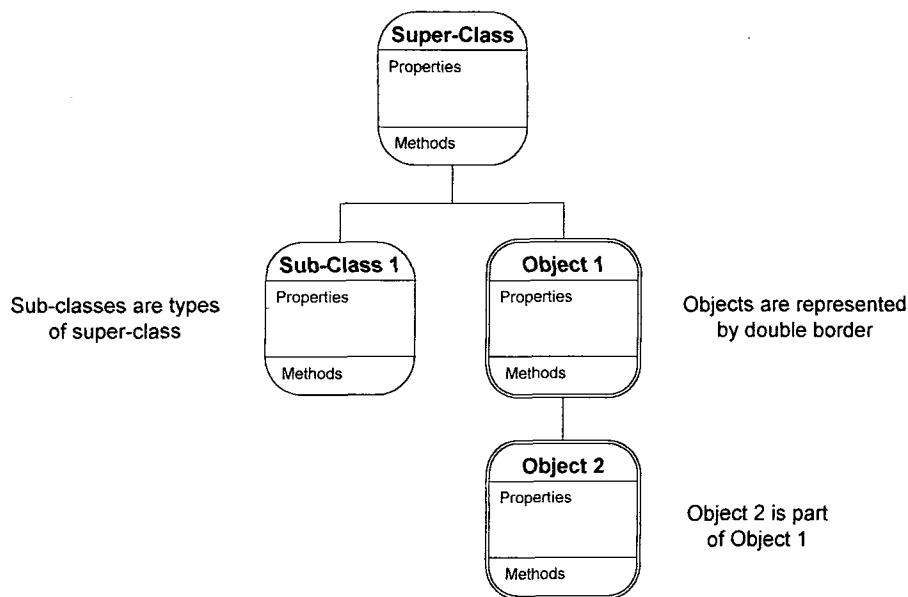 Super-Class
Properties
Methods
Sub-Class 1
Properties
Methods
Object 1
Properties
Methods
Sub-classes are types
of super-class
Objects are represented
by double border
Object 2
Properties
Methods
Object 2 is part
of Object 1